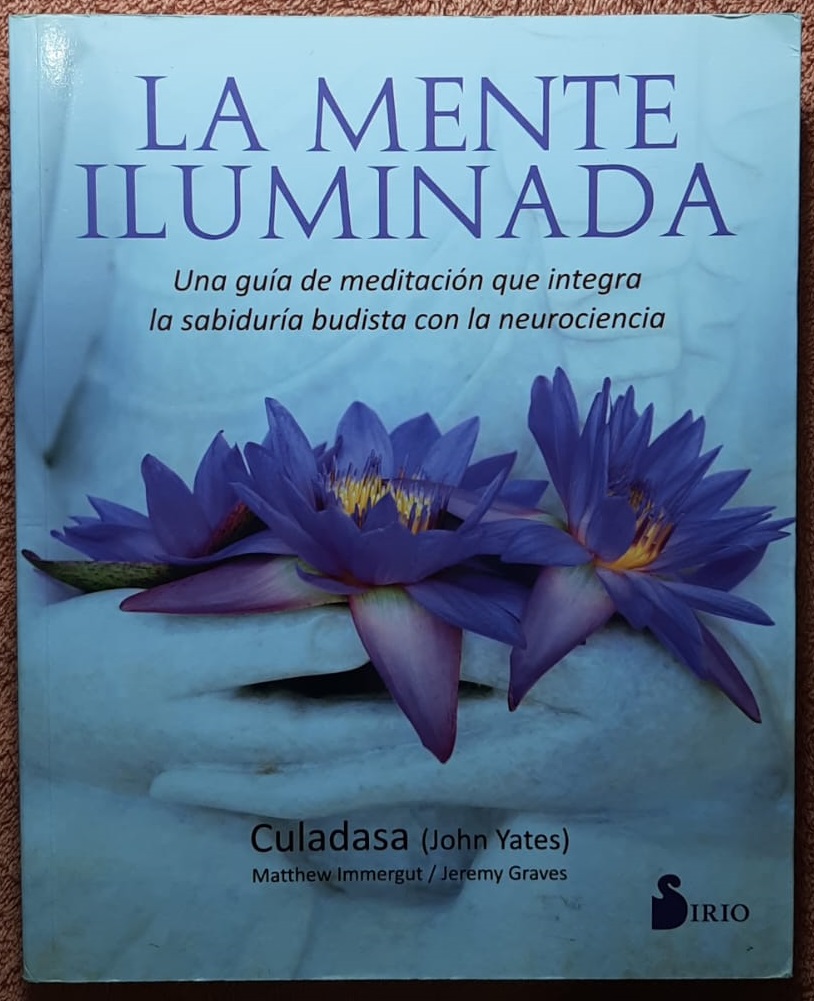 LA MENTE
ILUMINADA
Una guía de meditación que integra
la sabiduría budista con la neurociencia
Culadasa (John Yates)
Matthew Immergut / Jeremy Graves
SIRIO